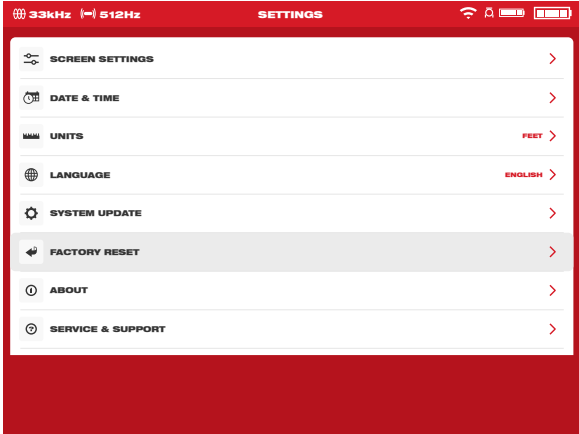 33kHz 512Hz SETTINGS
SCREEN SETTINGS
DATE & TIME
UNITS FEET
LANGUAGE ENGLISH
SYSTEM UPDATE
FACTORY RESET
ABOUT
SERVICE & SUPPORT